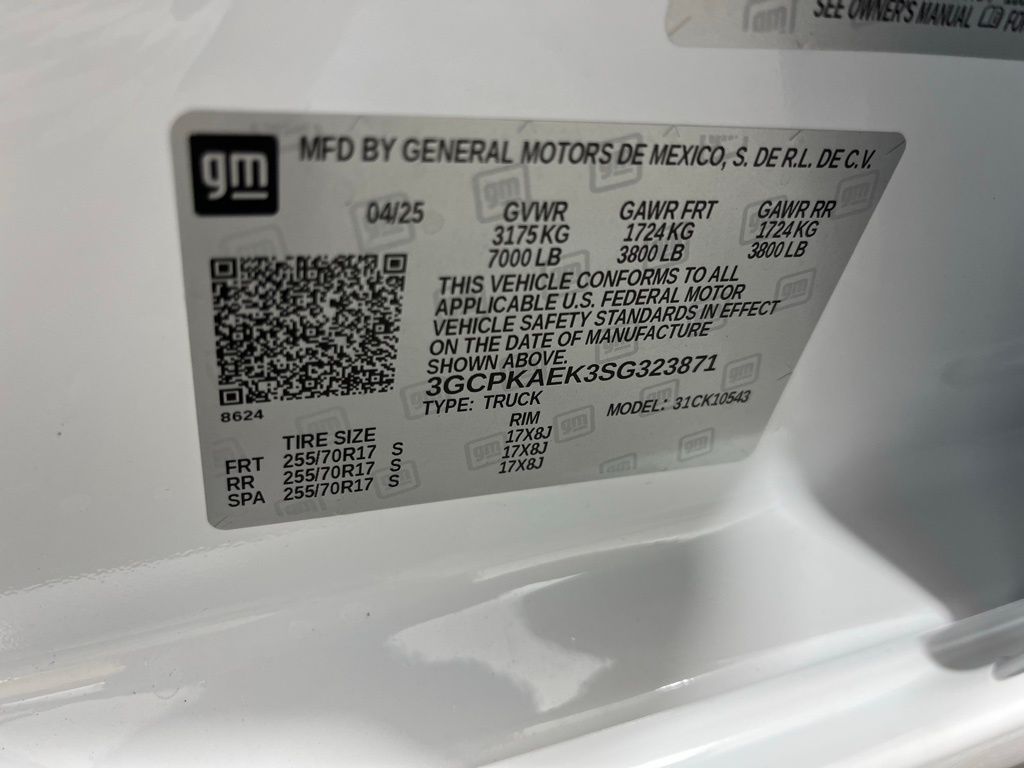 SEE OWNER'S MANUAL
gm MFD BY GENERAL MOTORS DE MEXICO, S. DE R.L. DE C.V.
04/25 GVWR GAWR FRT GAWR RR
3175 KG 1724 KG 1724 KG
7000 LB 3800 LB 3800 LB
THIS VEHICLE CONFORMS TO ALL
APPLICABLE U.S. FEDERAL MOTOR
VEHICLE SAFETY STANDARDS IN EFFECT
ON THE DATE OF MANUFACTURE
SHOWN ABOVE.
3GCPKAEK3SG323871
8624 TYPE: TRUCK MODEL: 31CK10543
TIRE SIZE RIM
FRT 255/70R17 S 17X8J
RR 255/70R17 S 17X8J
SPA 255/70R17 S 17X8J